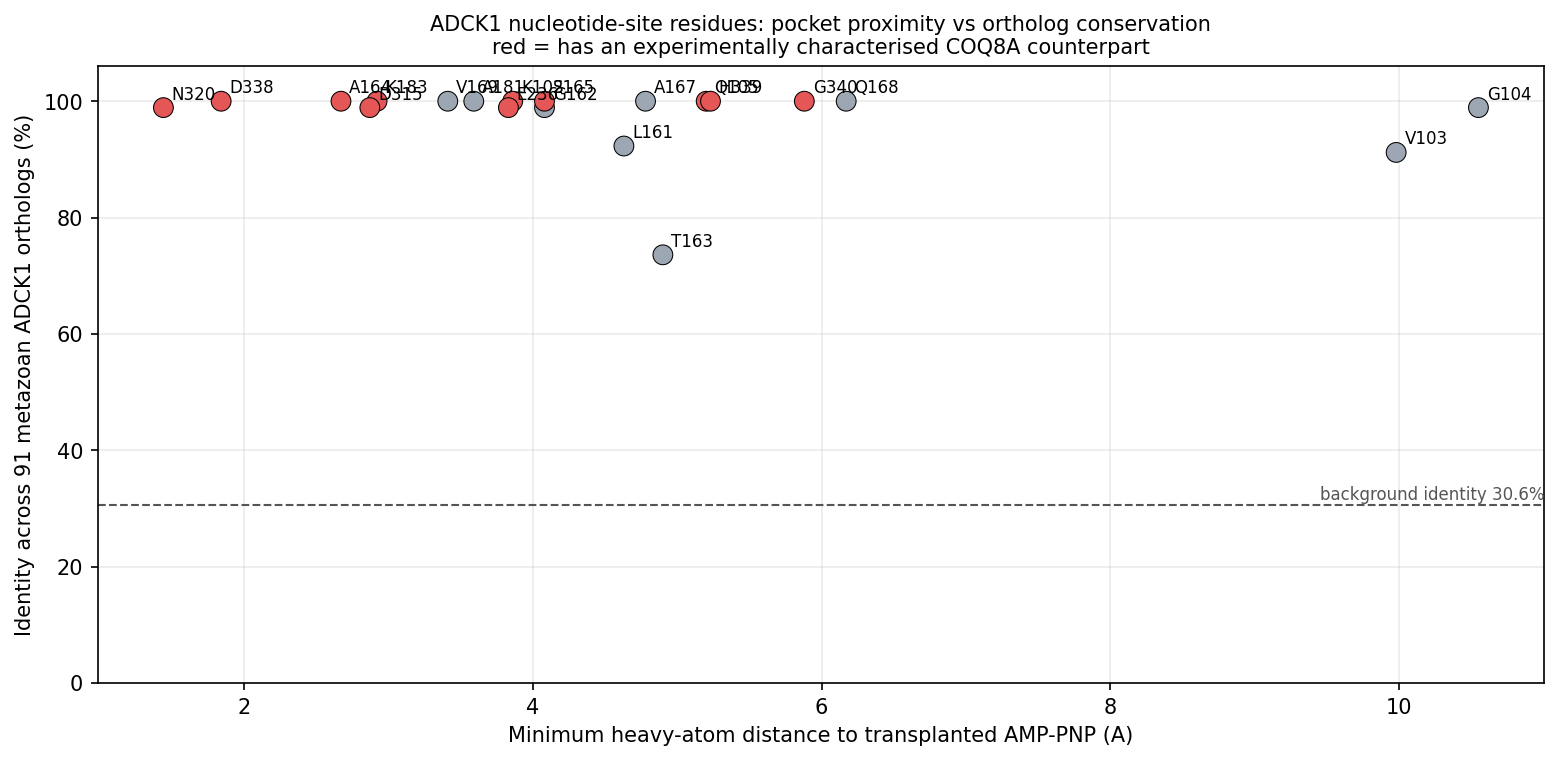 ADCK1 nucleotide-site residues: pocket proximity vs ortholog conservation
red = has an experimentally characterised COQ8A counterpart
Identity across 91 metazoan ADCK1 orthologs (%)
100
80
60
40
20
0
N320
D338
A164
K183
D315
V169
A181
K102
G162
A167
G340
Q168
G104
L161
V103
T163
background identity 30.6%
2
4
6
8
10
Minimum heavy-atom distance to transplanted AMP-PNP (A)